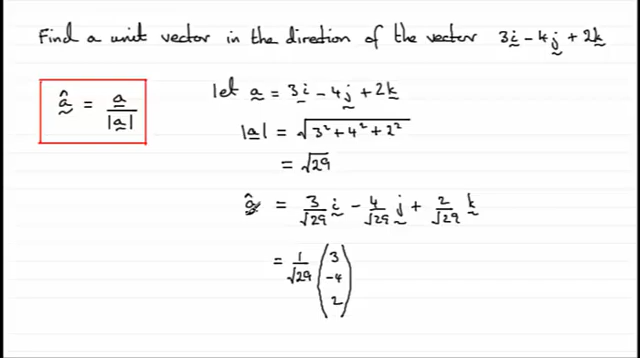 Find a unit vector in the direction of the vector 3i - 4j + 2k
â = a/|a|
let a = 3i - 4j + 2k
|a| = √(3² + 4² + 2²)
= √29
â = 3/√29 i - 4/√29 j + 2/√29 k
= 1/√29 (3
-4
2)